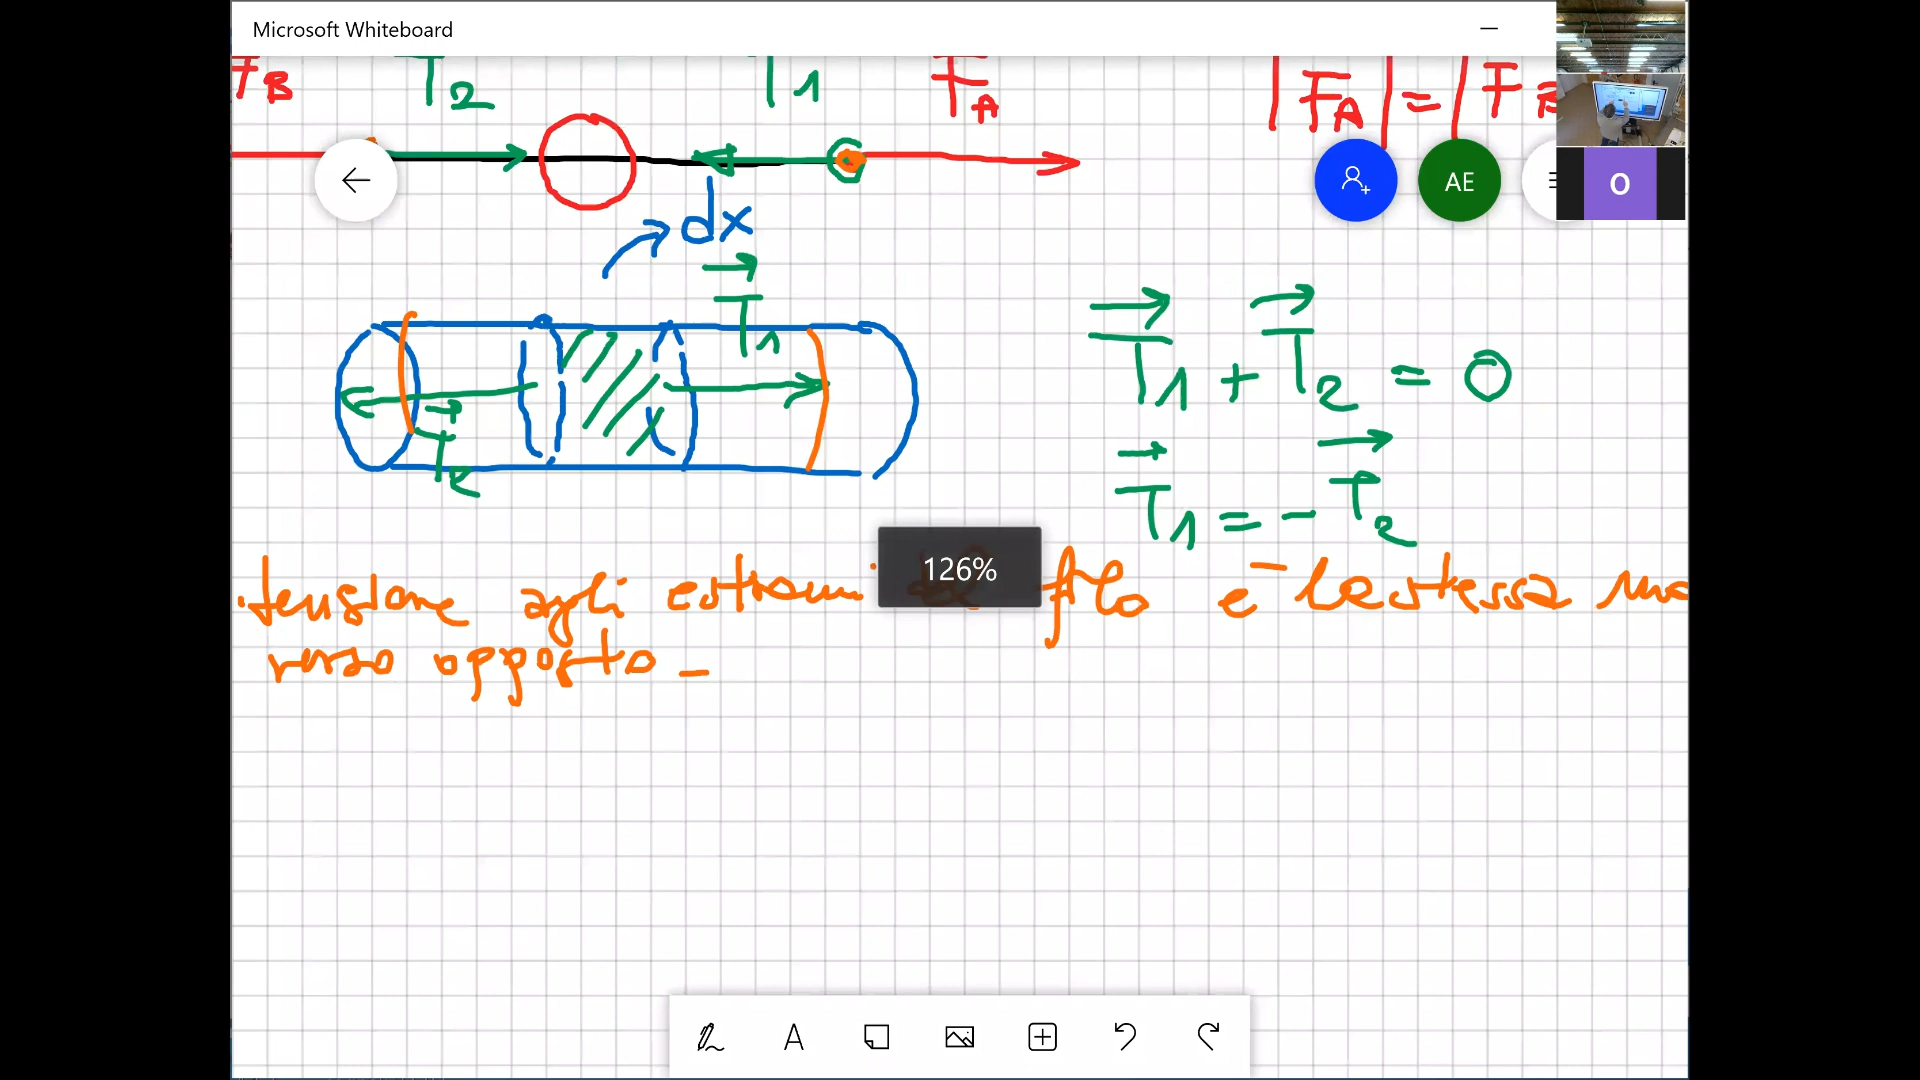 Microsoft Whiteboard
F_B T_2 T_1 F_A |F_A| = |F_B
AE
O
dx
T_1
T_1 + T_2 = 0
T_2
T_1 = - T_2
126%
tensione agli estremi filo è la stessa ma
verso opposto -